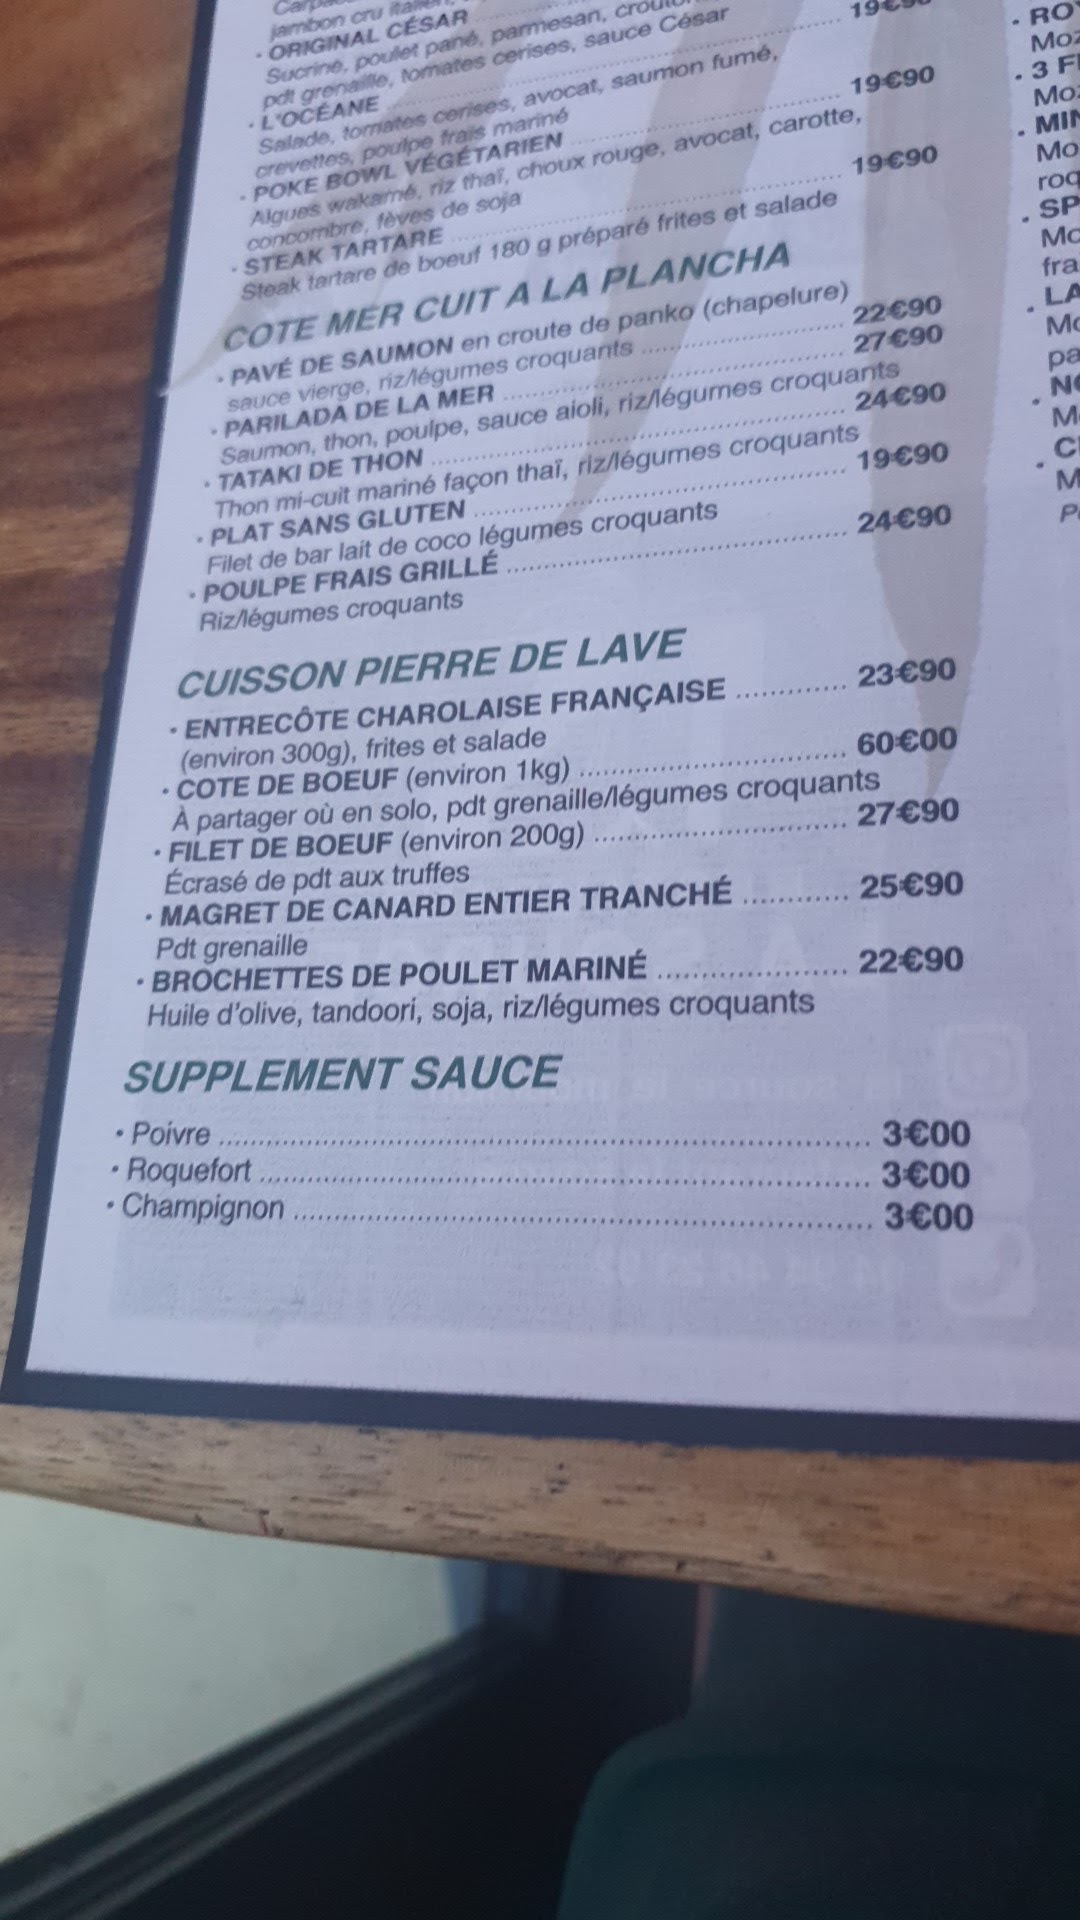 jambon cru
· ORIGINAL CÉSAR
Sucrine, poulet pané, parmesan,
pdt grenaille, tomates cerises, sauce César
· L'OCÉANE
Salade, tomates cerises, avocat, saumon fumé,
crevettes, poulpe frais mariné
· POKE BOWL VÉGÉTARIEN ........ 19€90
Algues wakamé, riz thaï, choux rouge, avocat, carotte,
concombre, fèves de soja
· STEAK TARTARE ........ 19€90
Steak tartare de boeuf 180 g préparé frites et salade
COTE MER CUIT A LA PLANCHA
· PAVÉ DE SAUMON en croute de panko (chapelure)
sauce vierge, riz/légumes croquants ........ 22€90
· PARILADA DE LA MER ........ 27€90
Saumon, thon, poulpe, sauce aioli, riz/légumes croquants
· TATAKI DE THON ........ 24€90
Thon mi-cuit mariné façon thaï, riz/légumes croquants
· PLAT SANS GLUTEN ........ 19€90
Filet de bar lait de coco légumes croquants
· POULPE FRAIS GRILLÉ ........ 24€90
Riz/légumes croquants
CUISSON PIERRE DE LAVE
· ENTRECÔTE CHAROLAISE FRANÇAISE ........ 23€90
(environ 300g), frites et salade
· COTE DE BOEUF (environ 1kg) ........ 60€00
À partager où en solo, pdt grenaille/légumes croquants
· FILET DE BOEUF (environ 200g) ........ 27€90
Écrasé de pdt aux truffes
· MAGRET DE CANARD ENTIER TRANCHÉ ........ 25€90
Pdt grenaille
· BROCHETTES DE POULET MARINÉ ........ 22€90
Huile d'olive, tandoori, soja, riz/légumes croquants
SUPPLEMENT SAUCE
· Poivre ........ 3€00
· Roquefort ........ 3€00
· Champignon ........ 3€00